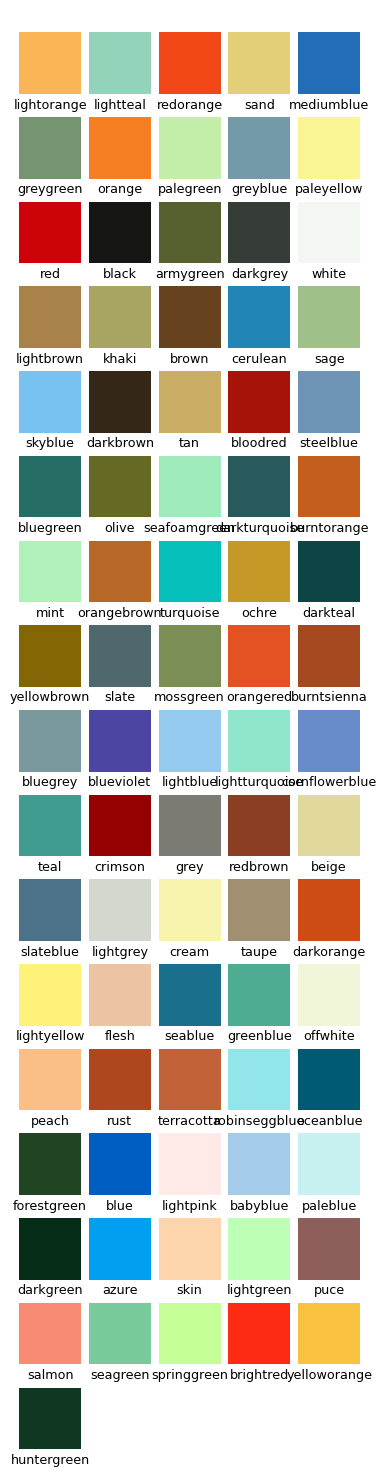 lightorange lightteal redorange sand mediumblue
greygreen orange palegreen greyblue paleyellow
red black armygreen darkgrey white
lightbrown khaki brown cerulean sage
skyblue darkbrown tan bloodred steelblue
bluegreen olive seafoamgreen darkturquoise burntorange
mint orangebrown turquoise ochre darkteal
yellowbrown slate mossgreen orangered burntsienna
bluegrey blueviolet lightblue lightturquoise cornflowerblue
teal crimson grey redbrown beige
slateblue lightgrey cream taupe darkorange
lightyellow flesh seablue greenblue offwhite
peach rust terracotta robinseggblue oceanblue
forestgreen blue lightpink babyblue paleblue
darkgreen azure skin lightgreen puce
salmon seagreen springgreen brightred yelloworange
huntergreen